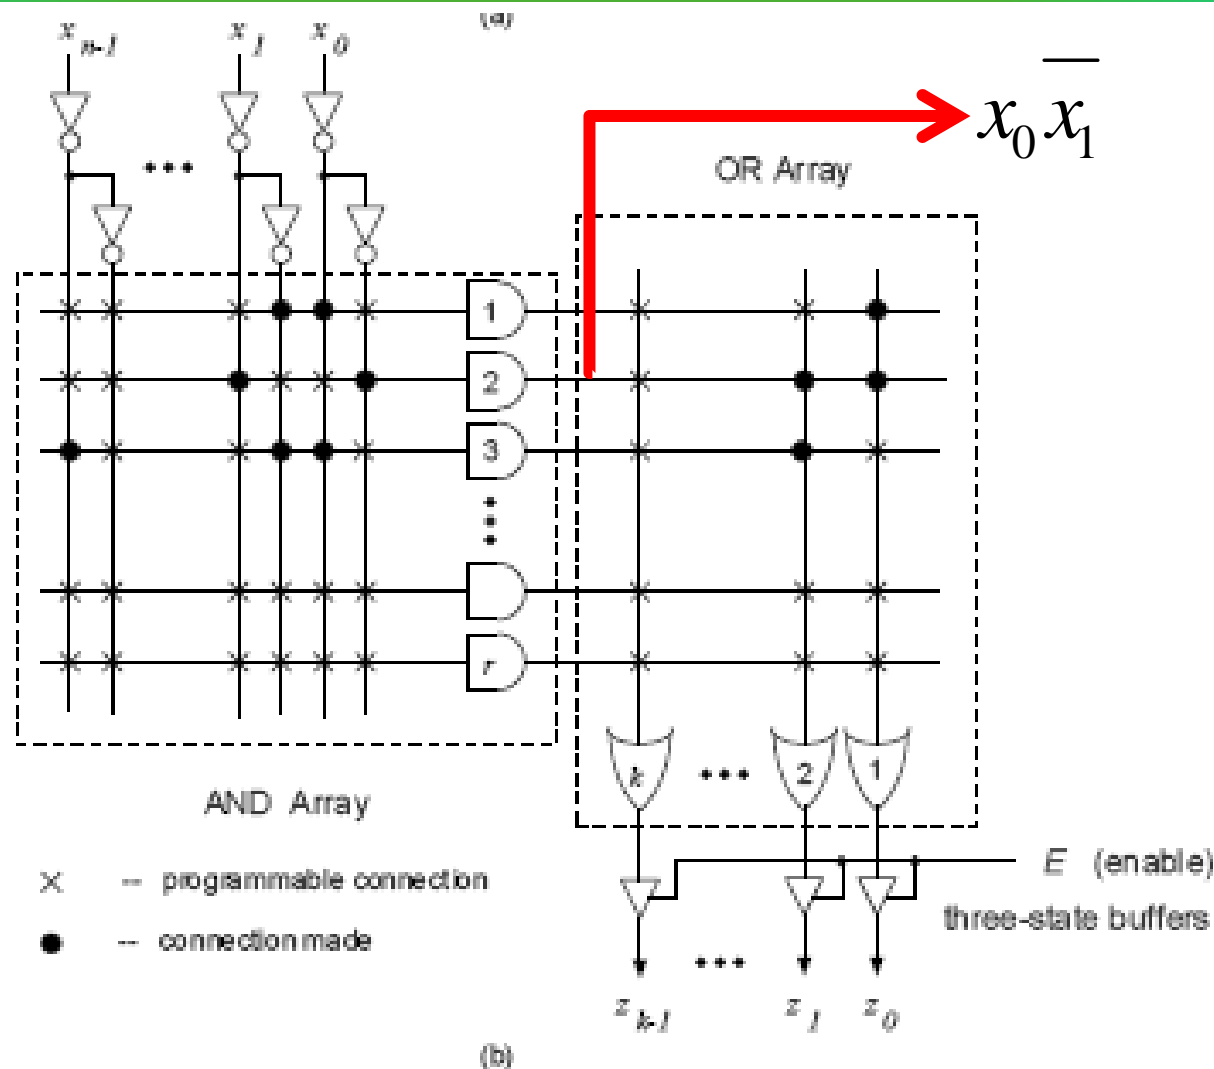 (a)
x n-1 x 1 x 0
x₀ x̅₁
OR Array
1
2
3
r
k 2 1
AND Array
E (enable)
× -- programmable connection
three-state buffers
● -- connection made
z k-1 z 1 z 0
(b)